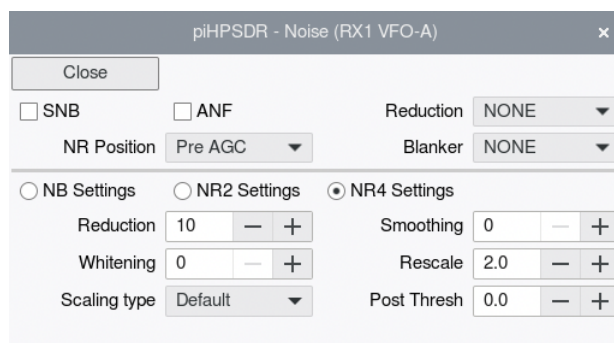 piHPSDR - Noise (RX1 VFO-A) ×
Close
SNB ANF Reduction NONE
NR Position Pre AGC Blanker NONE
NB Settings NR2 Settings NR4 Settings
Reduction 10 — + Smoothing 0 — +
Whitening 0 — + Rescale 2.0 — +
Scaling type Default Post Thresh 0.0 — +